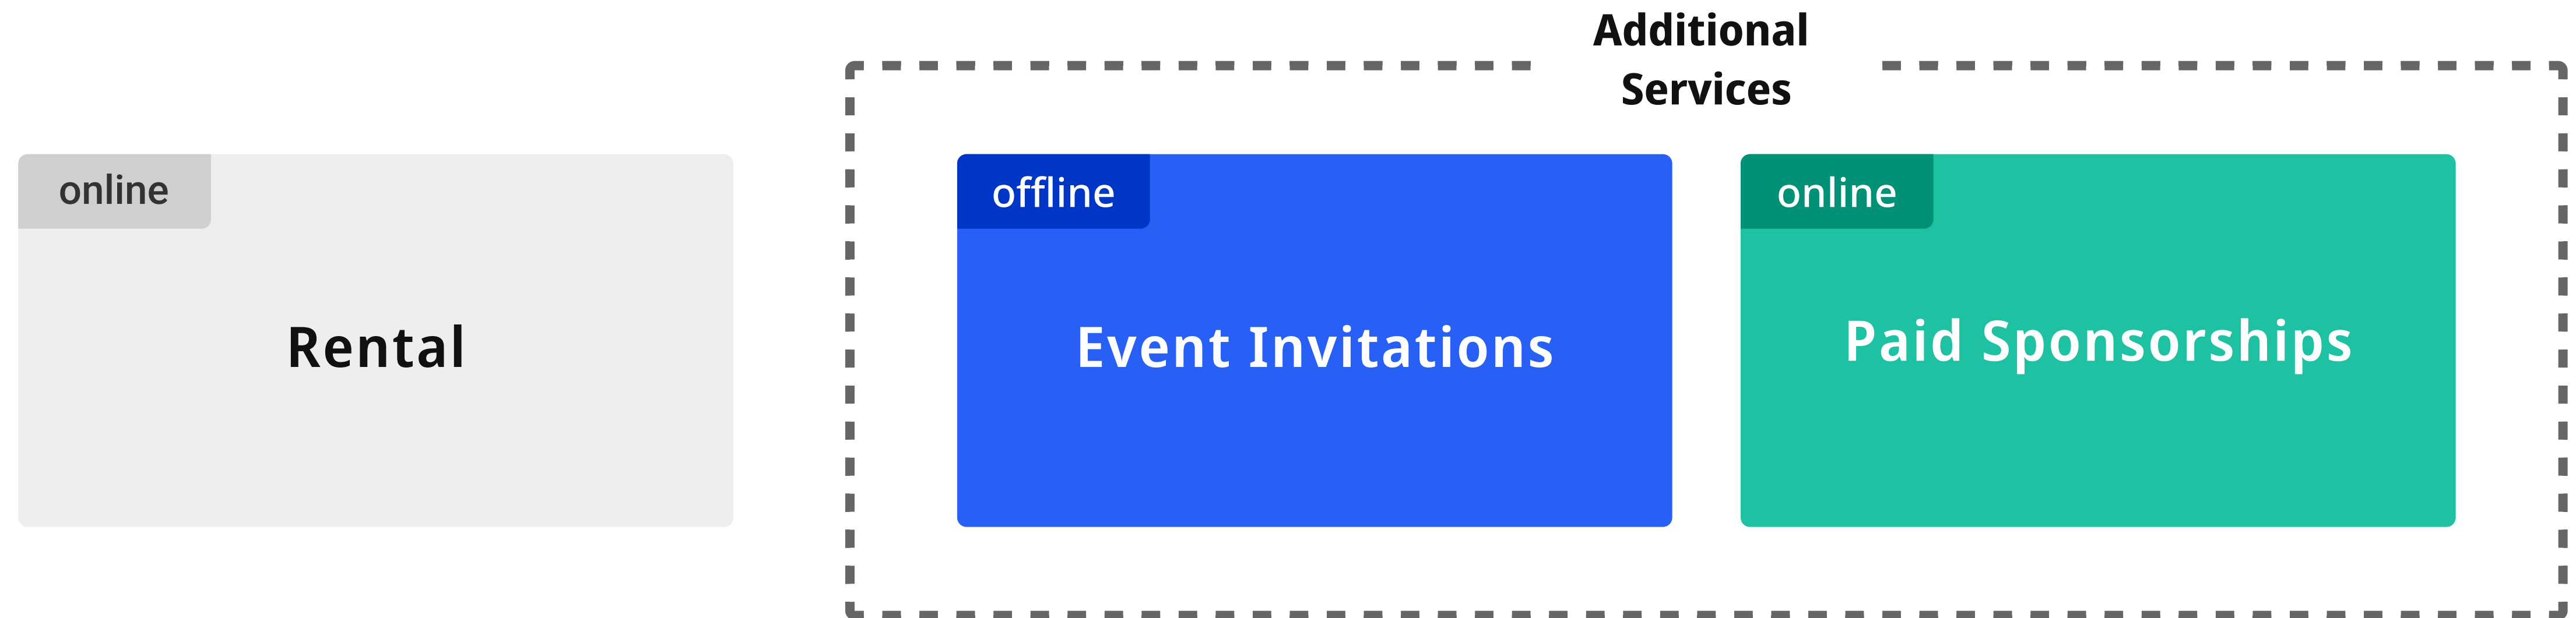 Additional
Services
online
Rental
offline
Event Invitations
online
Paid Sponsorships